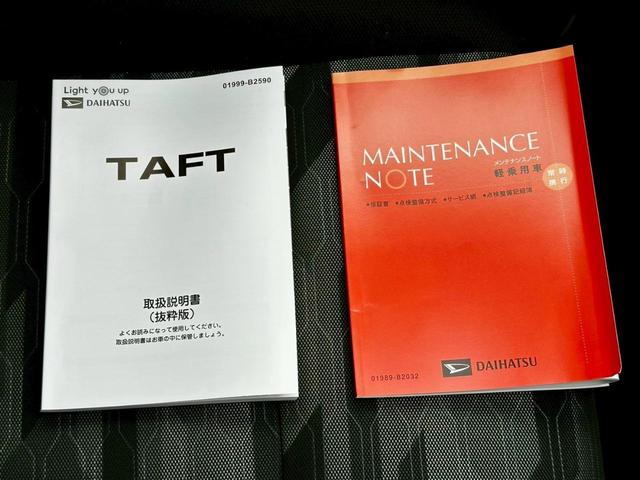 Light you up
DAIHATSU
01999-B2590
TAFT
取扱説明書
（抜粋版）
よくお読みになって使用してください。
取扱説明書はお車の中に保管しましょう。
MAINTENANCE
NOTE
メンテナンスノート
軽乗用車
常時
携行
●保証書 ●点検整備方式 ●サービス網 ●点検整備記録簿
DAIHATSU
01989-B2032